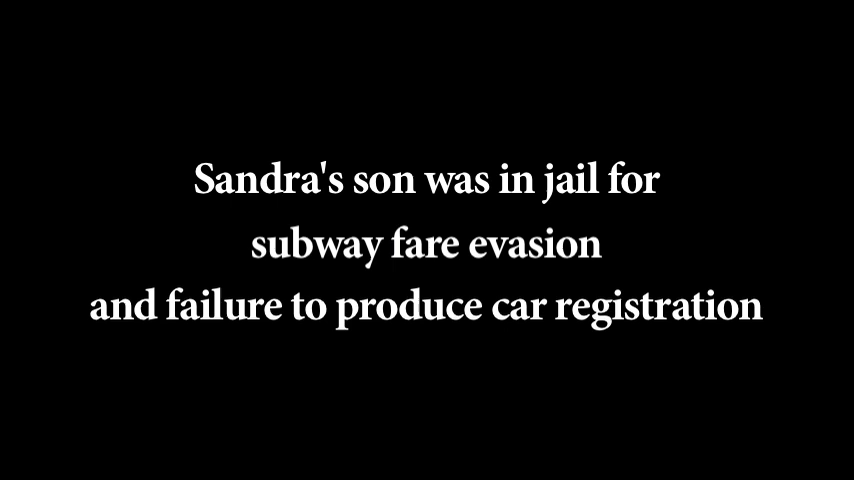 Sandra's son was in jail for
subway fare evasion
and failure to produce car registration